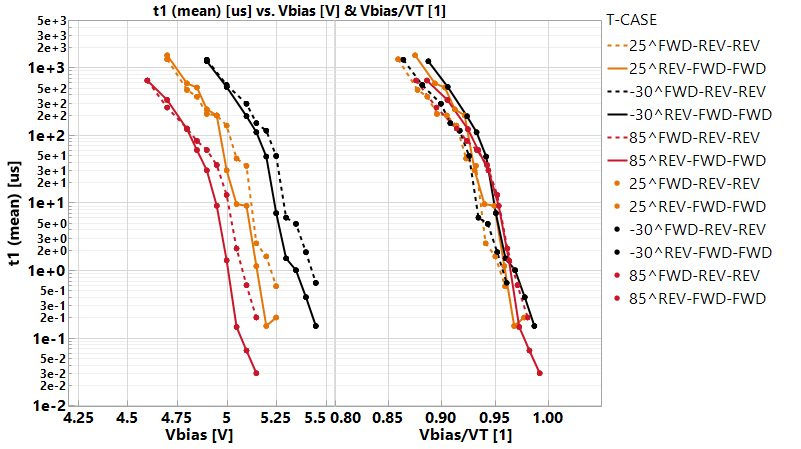 t1 (mean) [us] vs. Vbias [V] & Vbias/VT [1]
T-CASE
25^FWD-REV-REV
25^REV-FWD-FWD
-30^FWD-REV-REV
-30^REV-FWD-FWD
85^FWD-REV-REV
85^REV-FWD-FWD
25^FWD-REV-REV
25^REV-FWD-FWD
-30^FWD-REV-REV
-30^REV-FWD-FWD
85^FWD-REV-REV
85^REV-FWD-FWD
t1 (mean) [us]
5e+3
3e+3
2e+3
1e+3
5e+2
3e+2
2e+2
1e+2
5e+1
3e+1
2e+1
1e+1
5e+0
3e+0
2e+0
1e+0
5e-1
3e-1
2e-1
1e-1
5e-2
3e-2
2e-2
1e-2
4.25 4.5 4.75 5 5.25 5.5 0.80 0.85 0.90 0.95 1.00
Vbias [V] Vbias/VT [1]